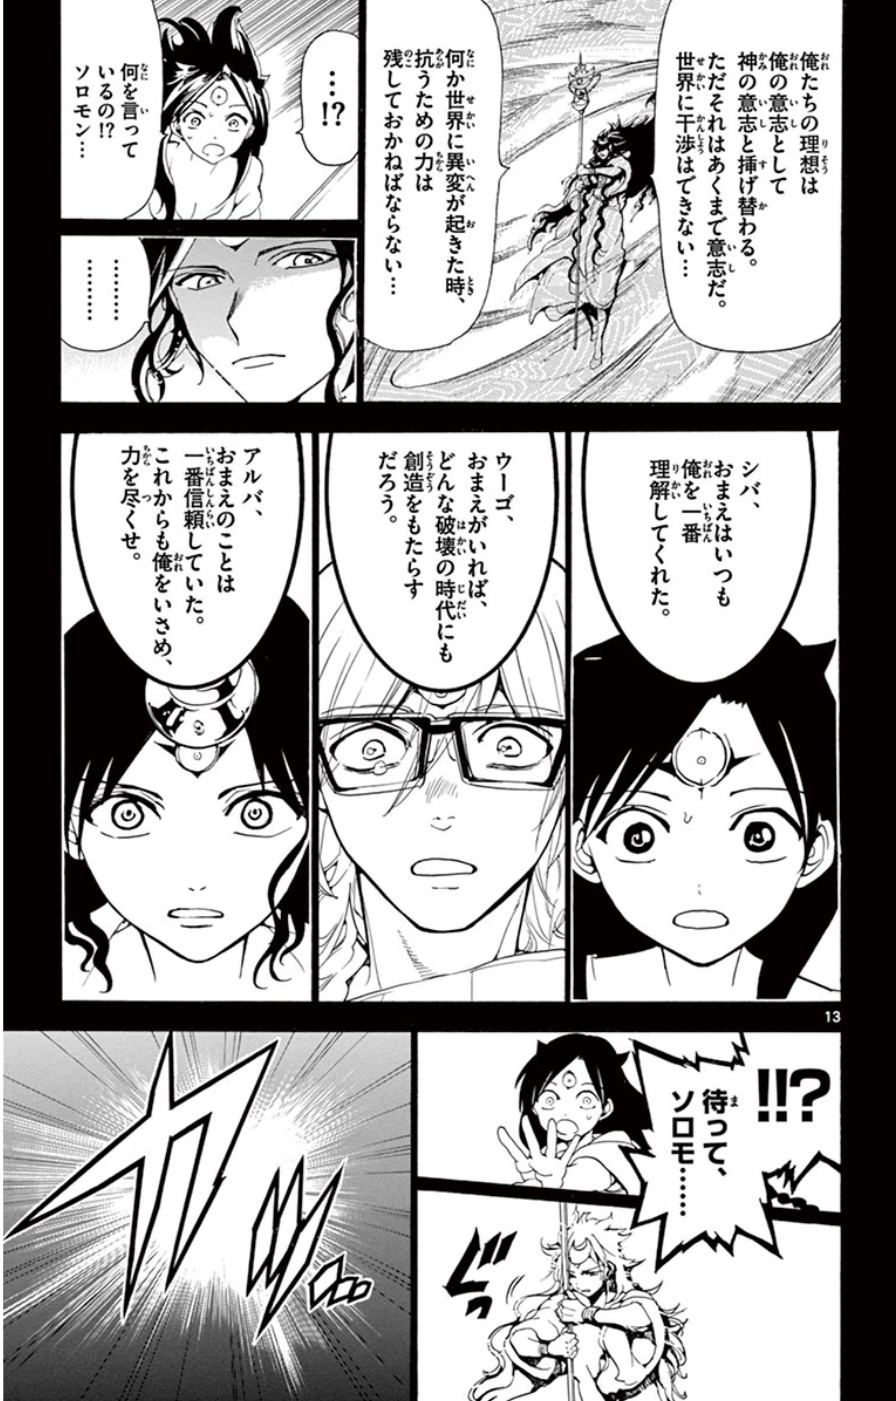 俺たちの理想は
俺の意志として
神の意志と挿げ替わる。
ただそれはあくまで意志だ。
世界に干渉はできない…
何か世界に異変が起きた時、
抗うための力は
残しておかねばならない…
…!?
何を言って
いるの!?
ソロモン…
………
………
シバ、
おまえはいつも
俺を一番
理解してくれた。
ウーゴ、
おまえがいれば、
どんな破壊の時代にも
創造をもたらす
だろう。
アルバ、
おまえのことは
一番信頼していた。
これからも俺をいさめ、
力を尽くせ。
13
!!?
待って、
ソロモ……
ぐっ
カッ